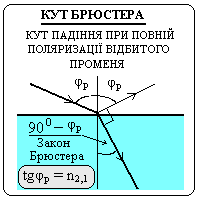 КУТ БРЮСТЕРА
КУТ ПАДІННЯ ПРИ ПОВНІЙ
ПОЛЯРИЗАЦІЇ ВІДБИТОГО
ПРОМЕНЯ
φP φP
90⁰ – φP
Закон
Брюстера
tgφP = n2,1